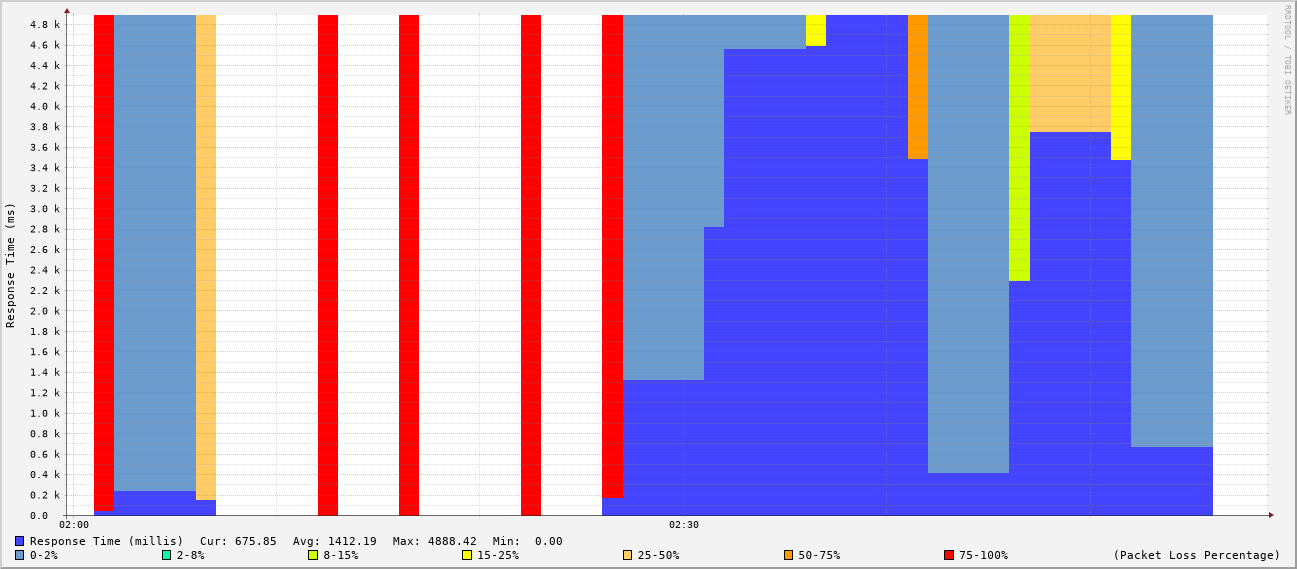 RRDTOOL / TOBI OETIKER
Response Time (ms)
4.8 k
4.6 k
4.4 k
4.2 k
4.0 k
3.8 k
3.6 k
3.4 k
3.2 k
3.0 k
2.8 k
2.6 k
2.4 k
2.2 k
2.0 k
1.8 k
1.6 k
1.4 k
1.2 k
1.0 k
0.8 k
0.6 k
0.4 k
0.2 k
0.0
02:00 02:30
Response Time (millis) Cur: 675.85 Avg: 1412.19 Max: 4888.42 Min: 0.00
0-2% 2-8% 8-15% 15-25% 25-50% 50-75% 75-100% (Packet Loss Percentage)